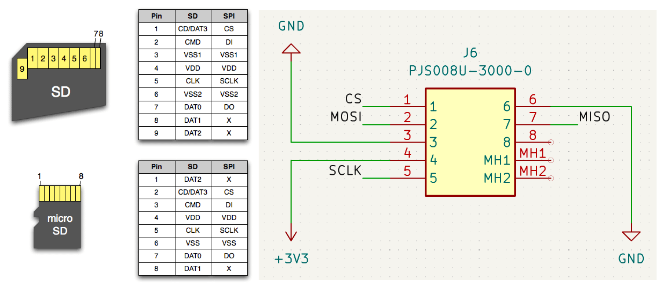 78
1 2 3 4 5 6
9
SD
Pin SD SPI
1 CD/DAT3 CS
2 CMD DI
3 VSS1 VSS1
4 VDD VDD
5 CLK SCLK
6 VSS2 VSS2
7 DAT0 DO
8 DAT1 X
9 DAT2 X
1 8
micro
SD
Pin SD SPI
1 DAT2 X
2 CD/DAT3 CS
3 CMD DI
4 VDD VDD
5 CLK SCLK
6 VSS VSS
7 DAT0 DO
8 DAT1 X
GND
J6
PJS008U-3000-0
CS 1 1 6 6
MOSI 2 2 7 7 MISO
3 3 8 8
4 4 MH1 MH1
SCLK 5 5 MH2 MH2
+3V3
GND